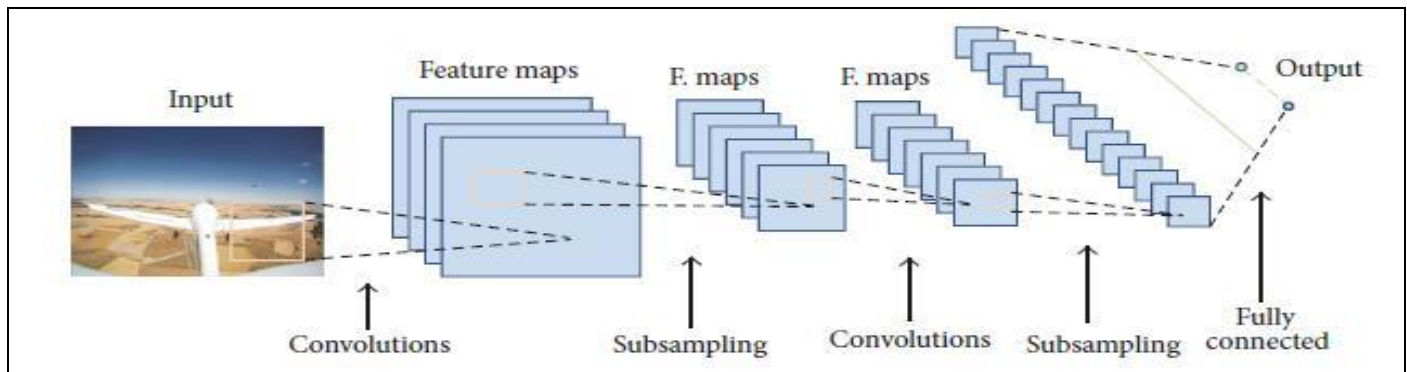 Input
Feature maps
F. maps
F. maps
Output
Convolutions
Subsampling
Convolutions
Subsampling
Fully
connected